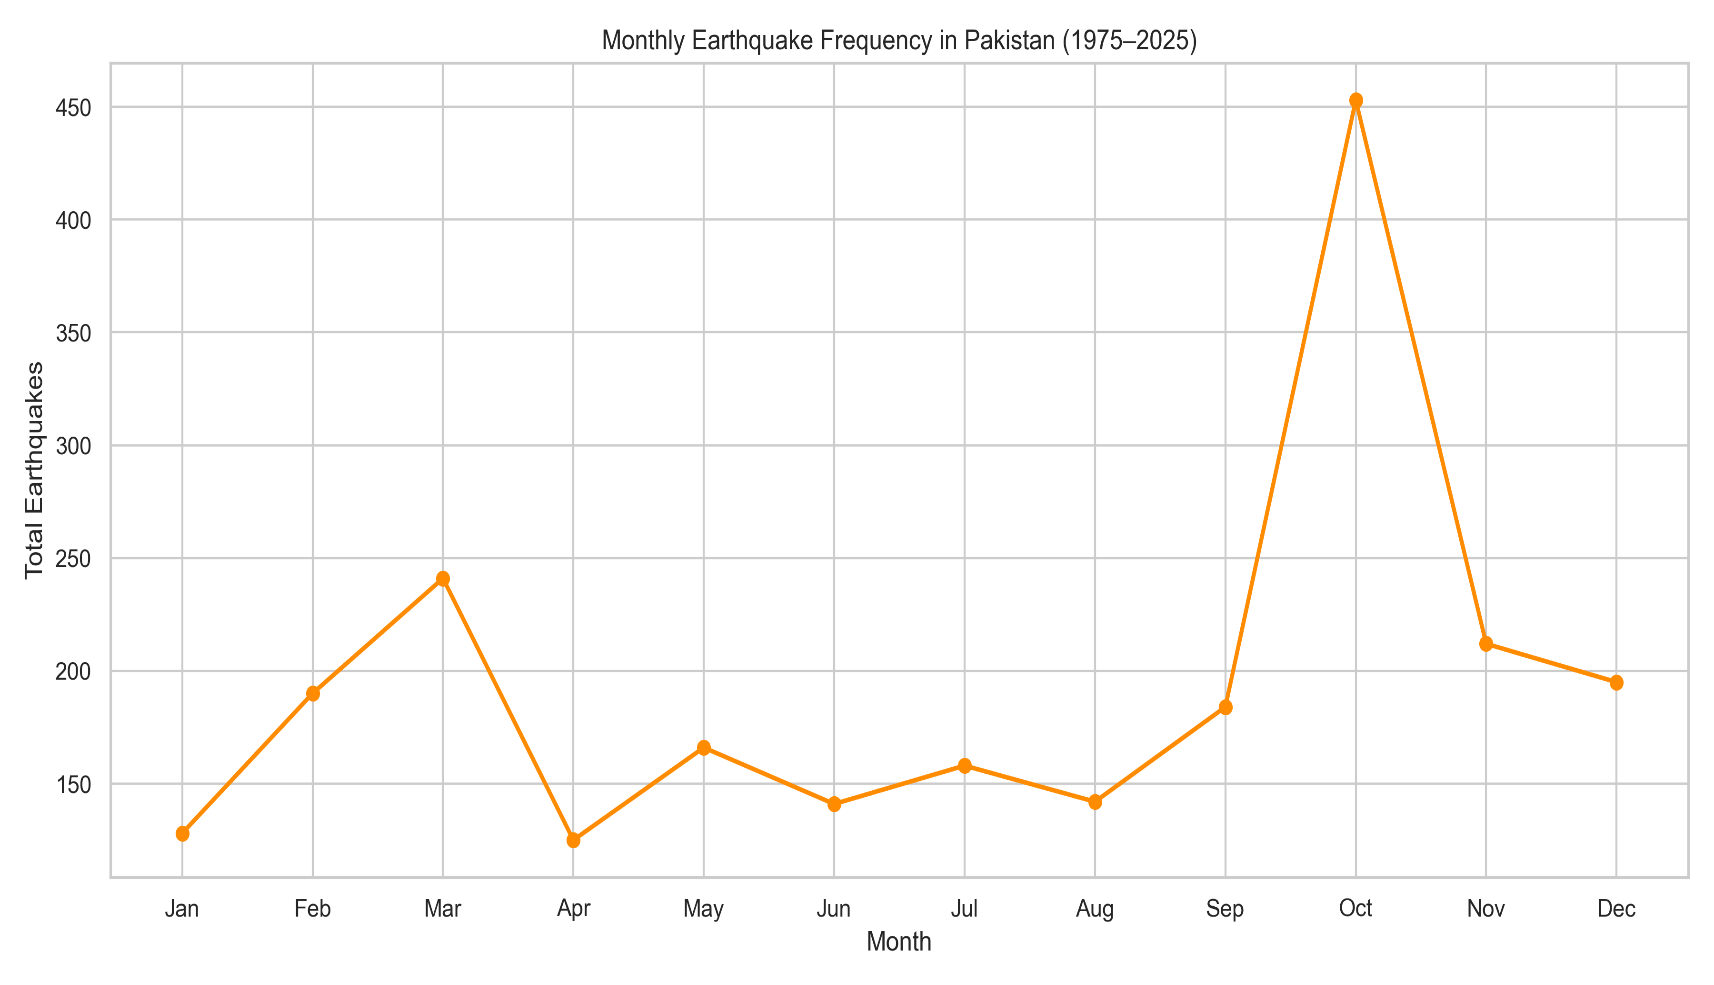 Monthly Earthquake Frequency in Pakistan (1975–2025)
450
400
350
300
250
200
150
Total Earthquakes
Jan Feb Mar Apr May Jun Jul Aug Sep Oct Nov Dec
Month